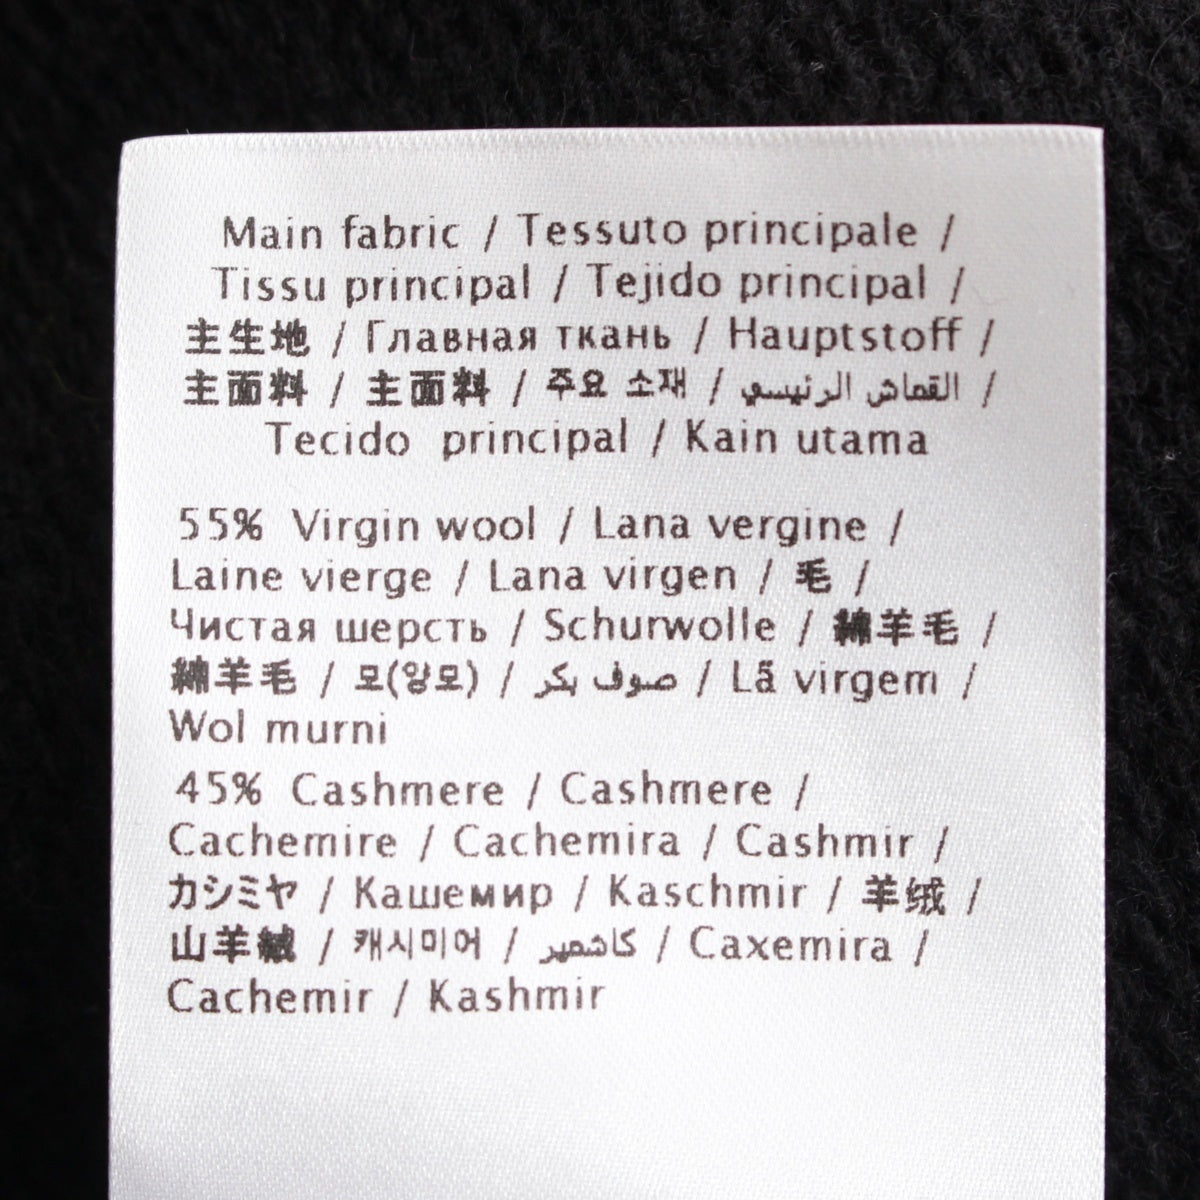 Main fabric / Tessuto principale /
Tissu principal / Tejido principal /
主生地 / Главная ткань / Hauptstoff /
主面料 / 主面料 / 주요 소재 / القماش الرئيسي /
Tecido principal / Kain utama
55% Virgin wool / Lana vergine /
Laine vierge / Lana virgen / 毛 /
Чистая шерсть / Schurwolle / 綿羊毛 /
綿羊毛 / 모(양모) / صوف بكر / Lã virgem /
Wol murni
45% Cashmere / Cashmere /
Cachemire / Cachemira / Cashmir /
カシミヤ / Кашемир / Kaschmir / 羊绒 /
山羊絨 / 캐시미어 / كاشمير / Caxemira /
Cachemir / Kashmir